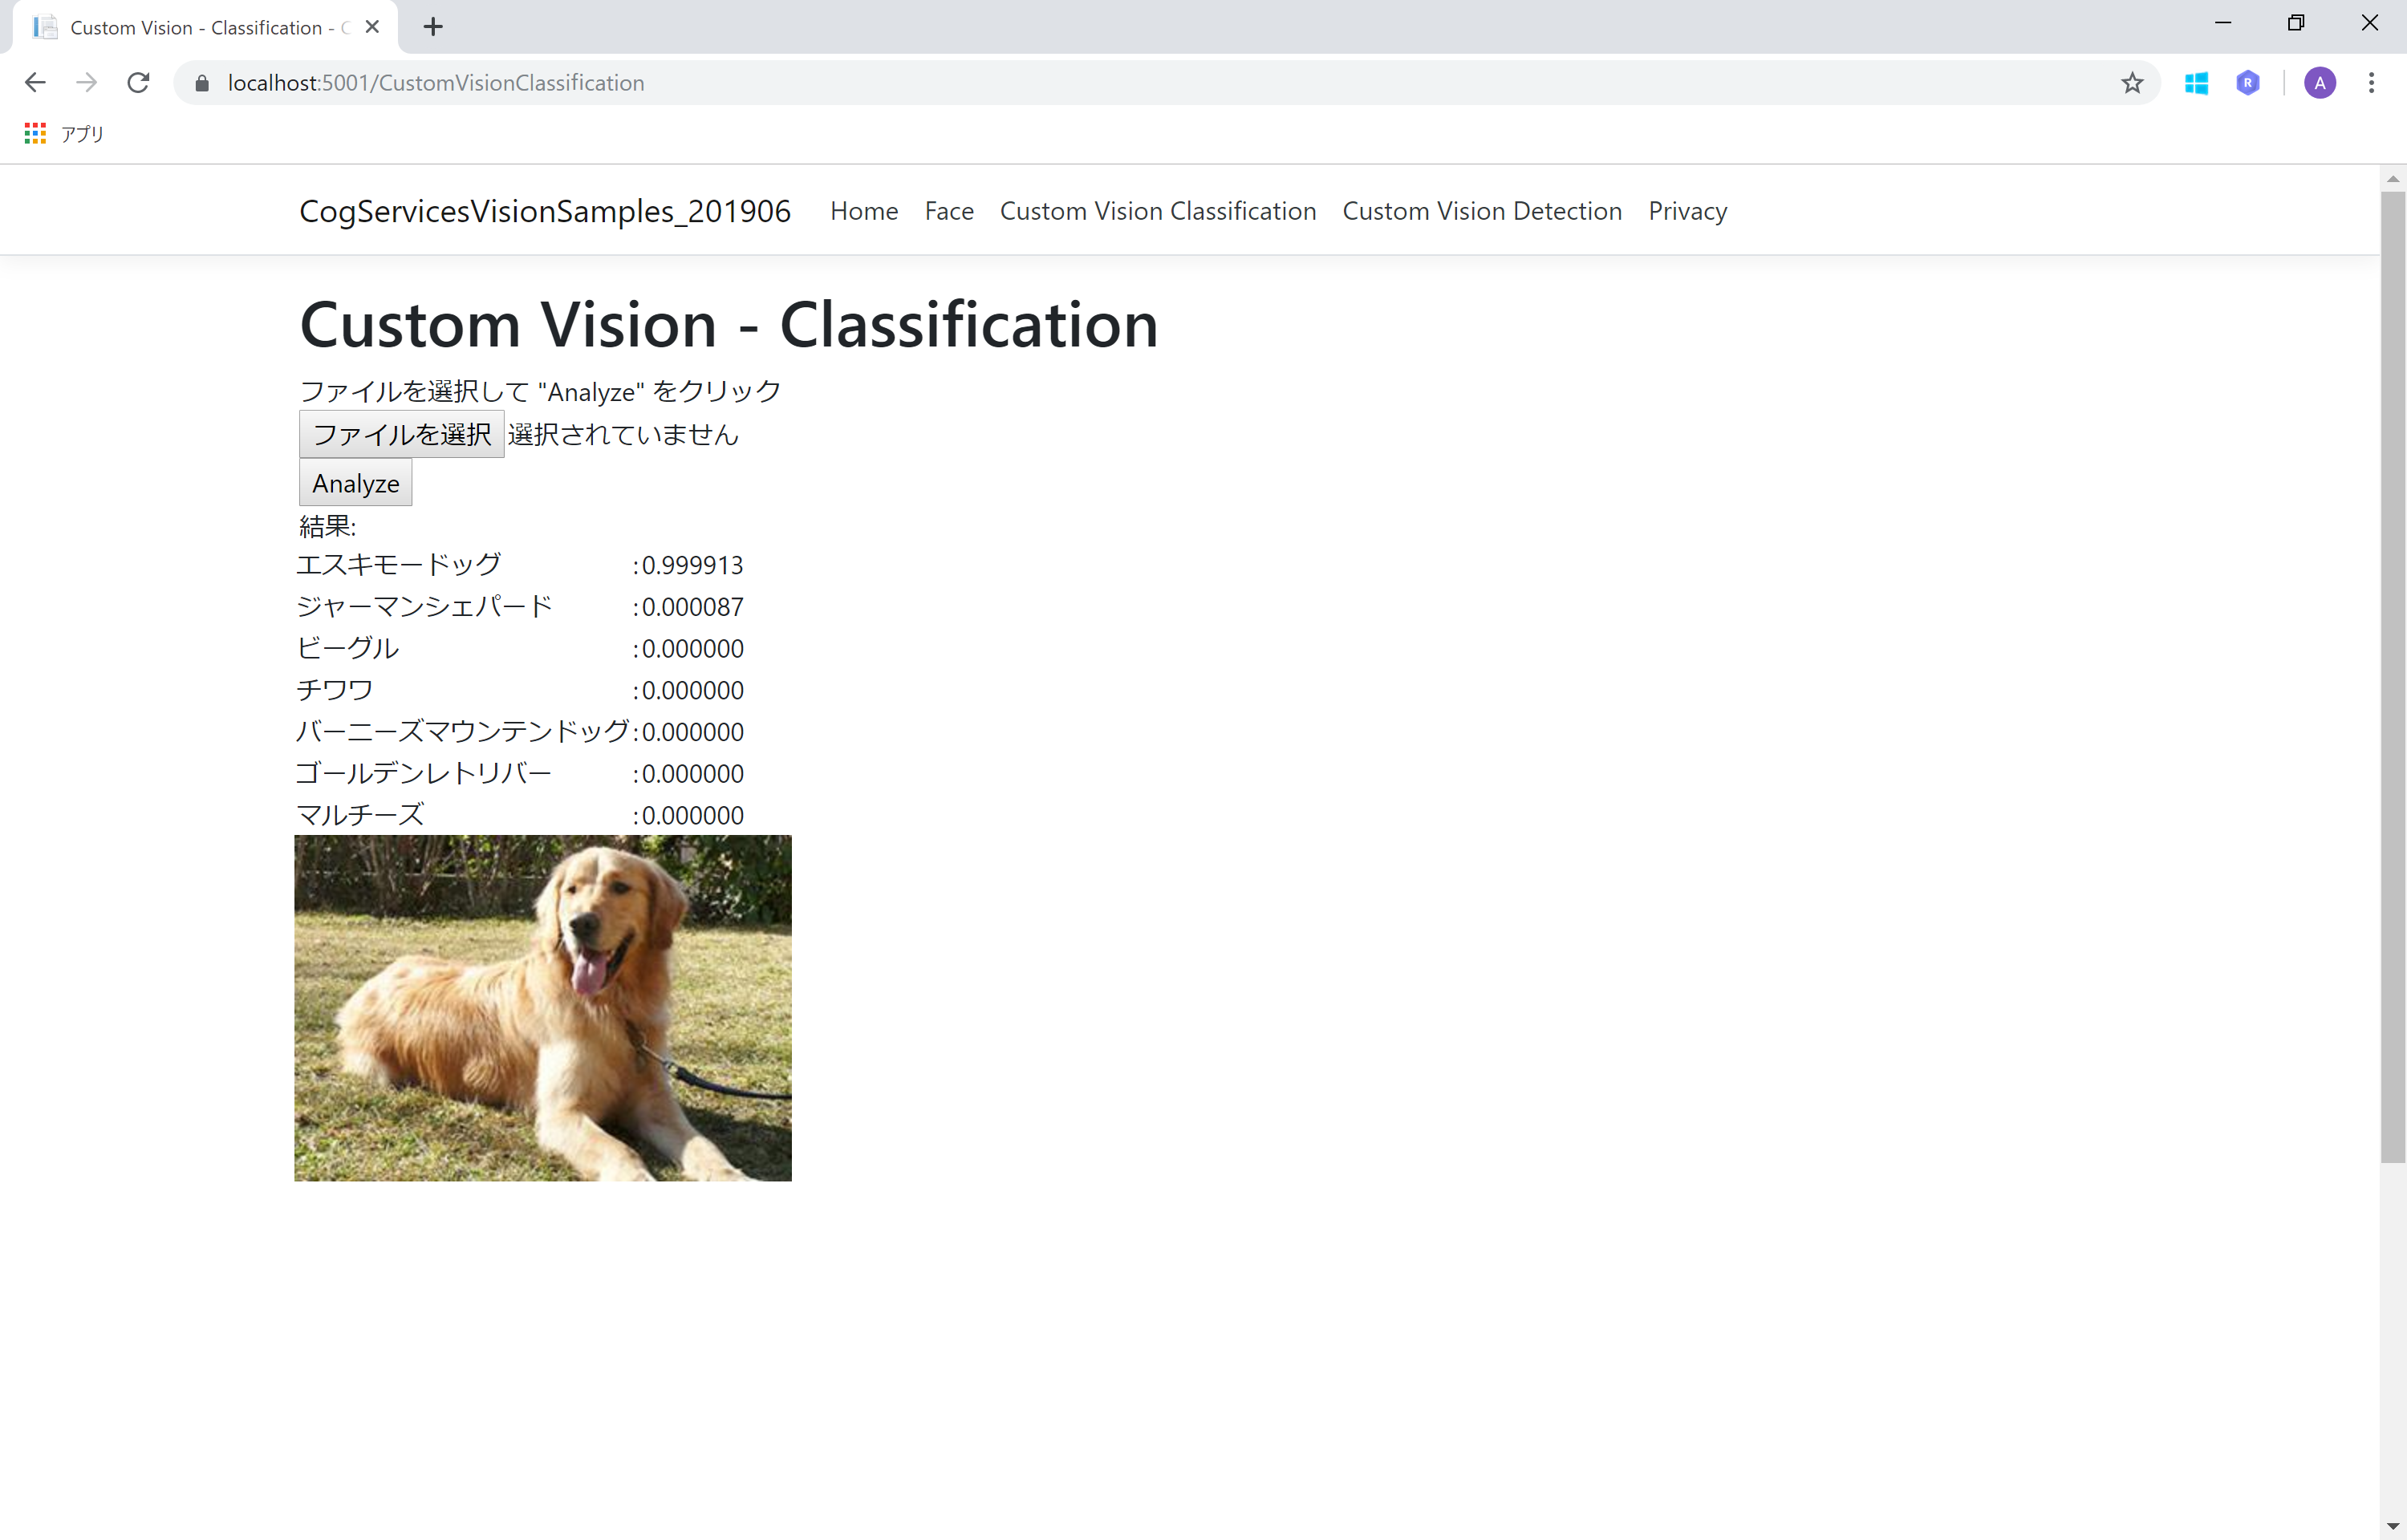 Custom Vision - Classification - C
localhost:5001/CustomVisionClassification
R
A
アプリ
CogServicesVisionSamples_201906 Home Face Custom Vision Classification Custom Vision Detection Privacy
Custom Vision - Classification
ファイルを選択して "Analyze" をクリック
ファイルを選択 選択されていません
Analyze
結果:
エスキモードッグ :0.999913
ジャーマンシェパード :0.000087
ビーグル :0.000000
チワワ :0.000000
バーニーズマウンテンドッグ :0.000000
ゴールデンレトリバー :0.000000
マルチーズ :0.000000